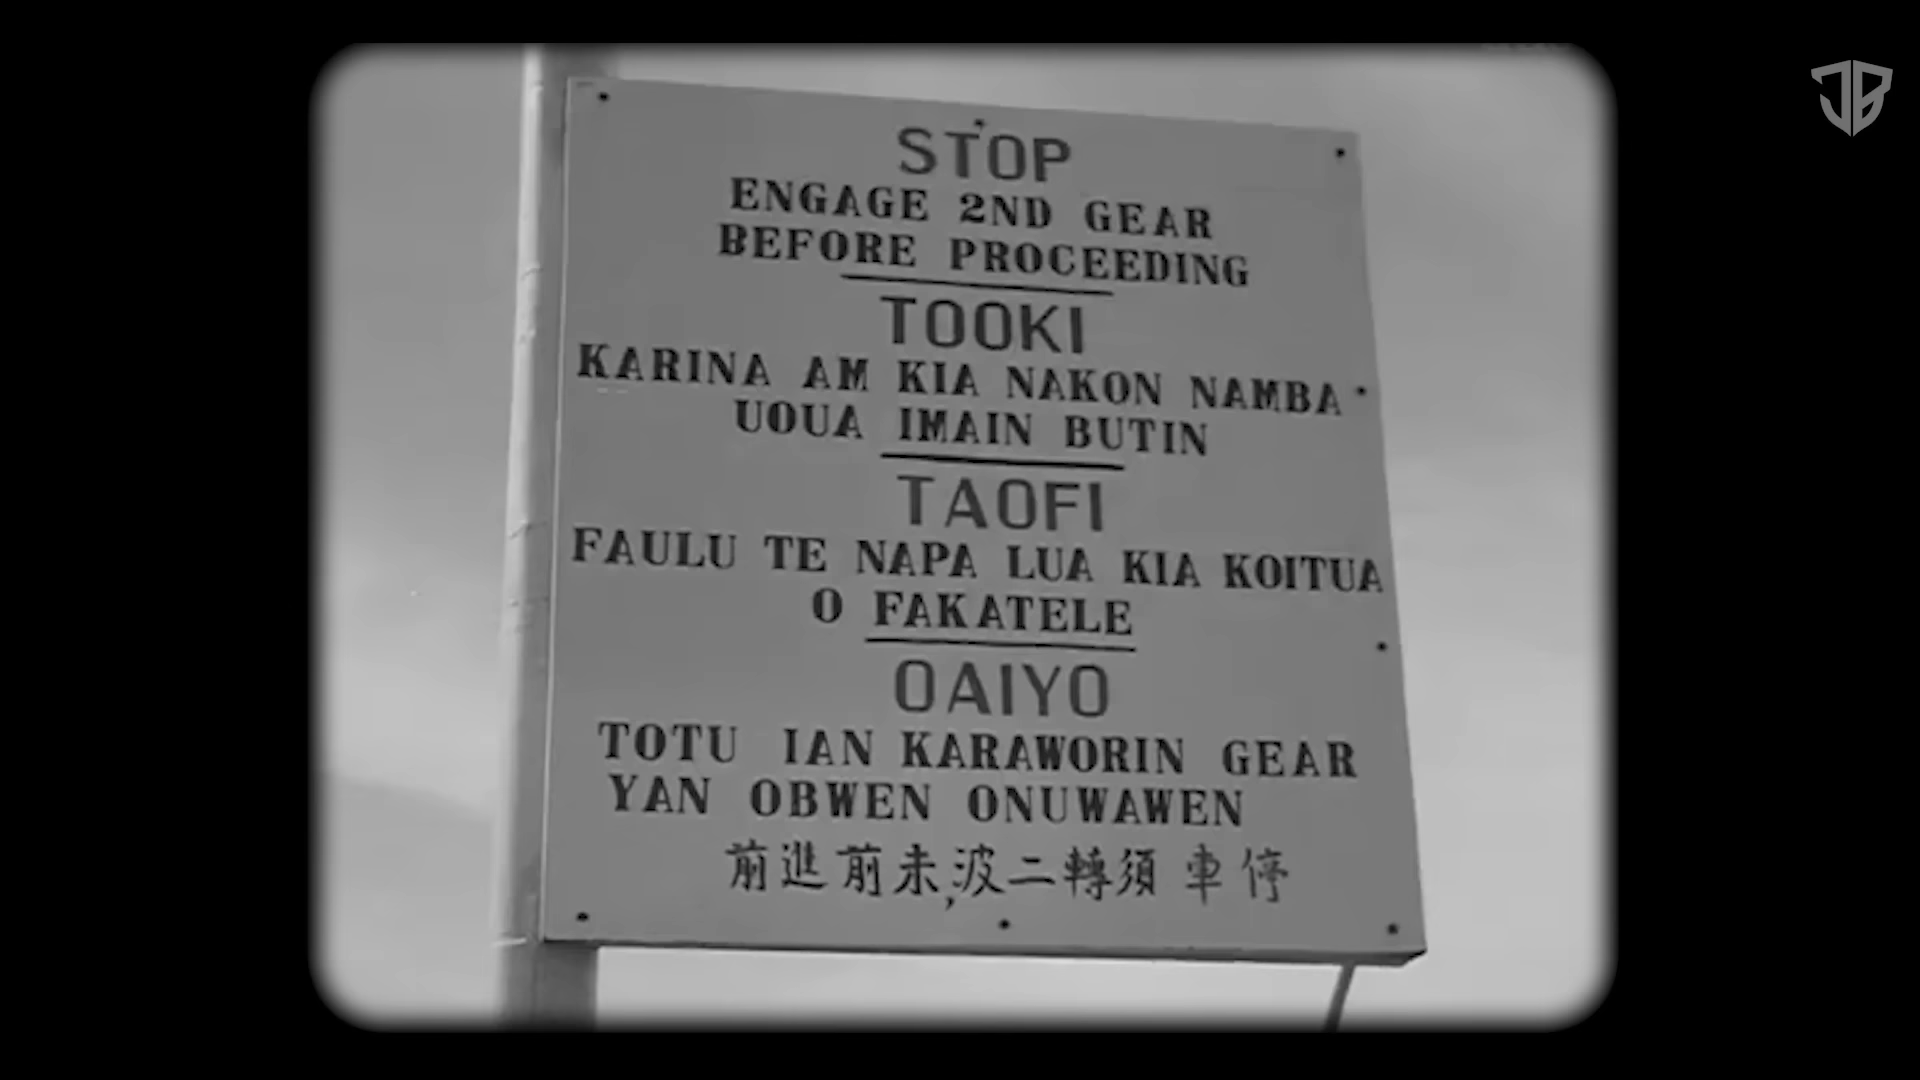 STOP
ENGAGE 2ND GEAR
BEFORE PROCEEDING
TOOKI
KARINA AM KIA NAKON NAMBA
UOUA IMAIN BUTIN
TAOFI
FAULU TE NAPA LUA KIA KOITUA
O FAKATELE
OAIYO
TOTU IAN KARAWORIN GEAR
YAN OBWEN ONUWAWEN
停車 須轉二波,未前進前
JB